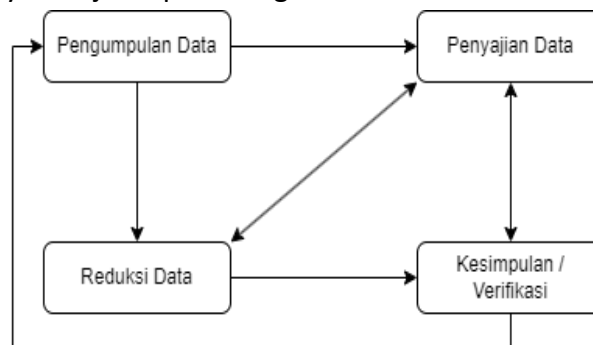 Pengumpulan Data
Penyajian Data
Reduksi Data
Kesimpulan /
Verifikasi